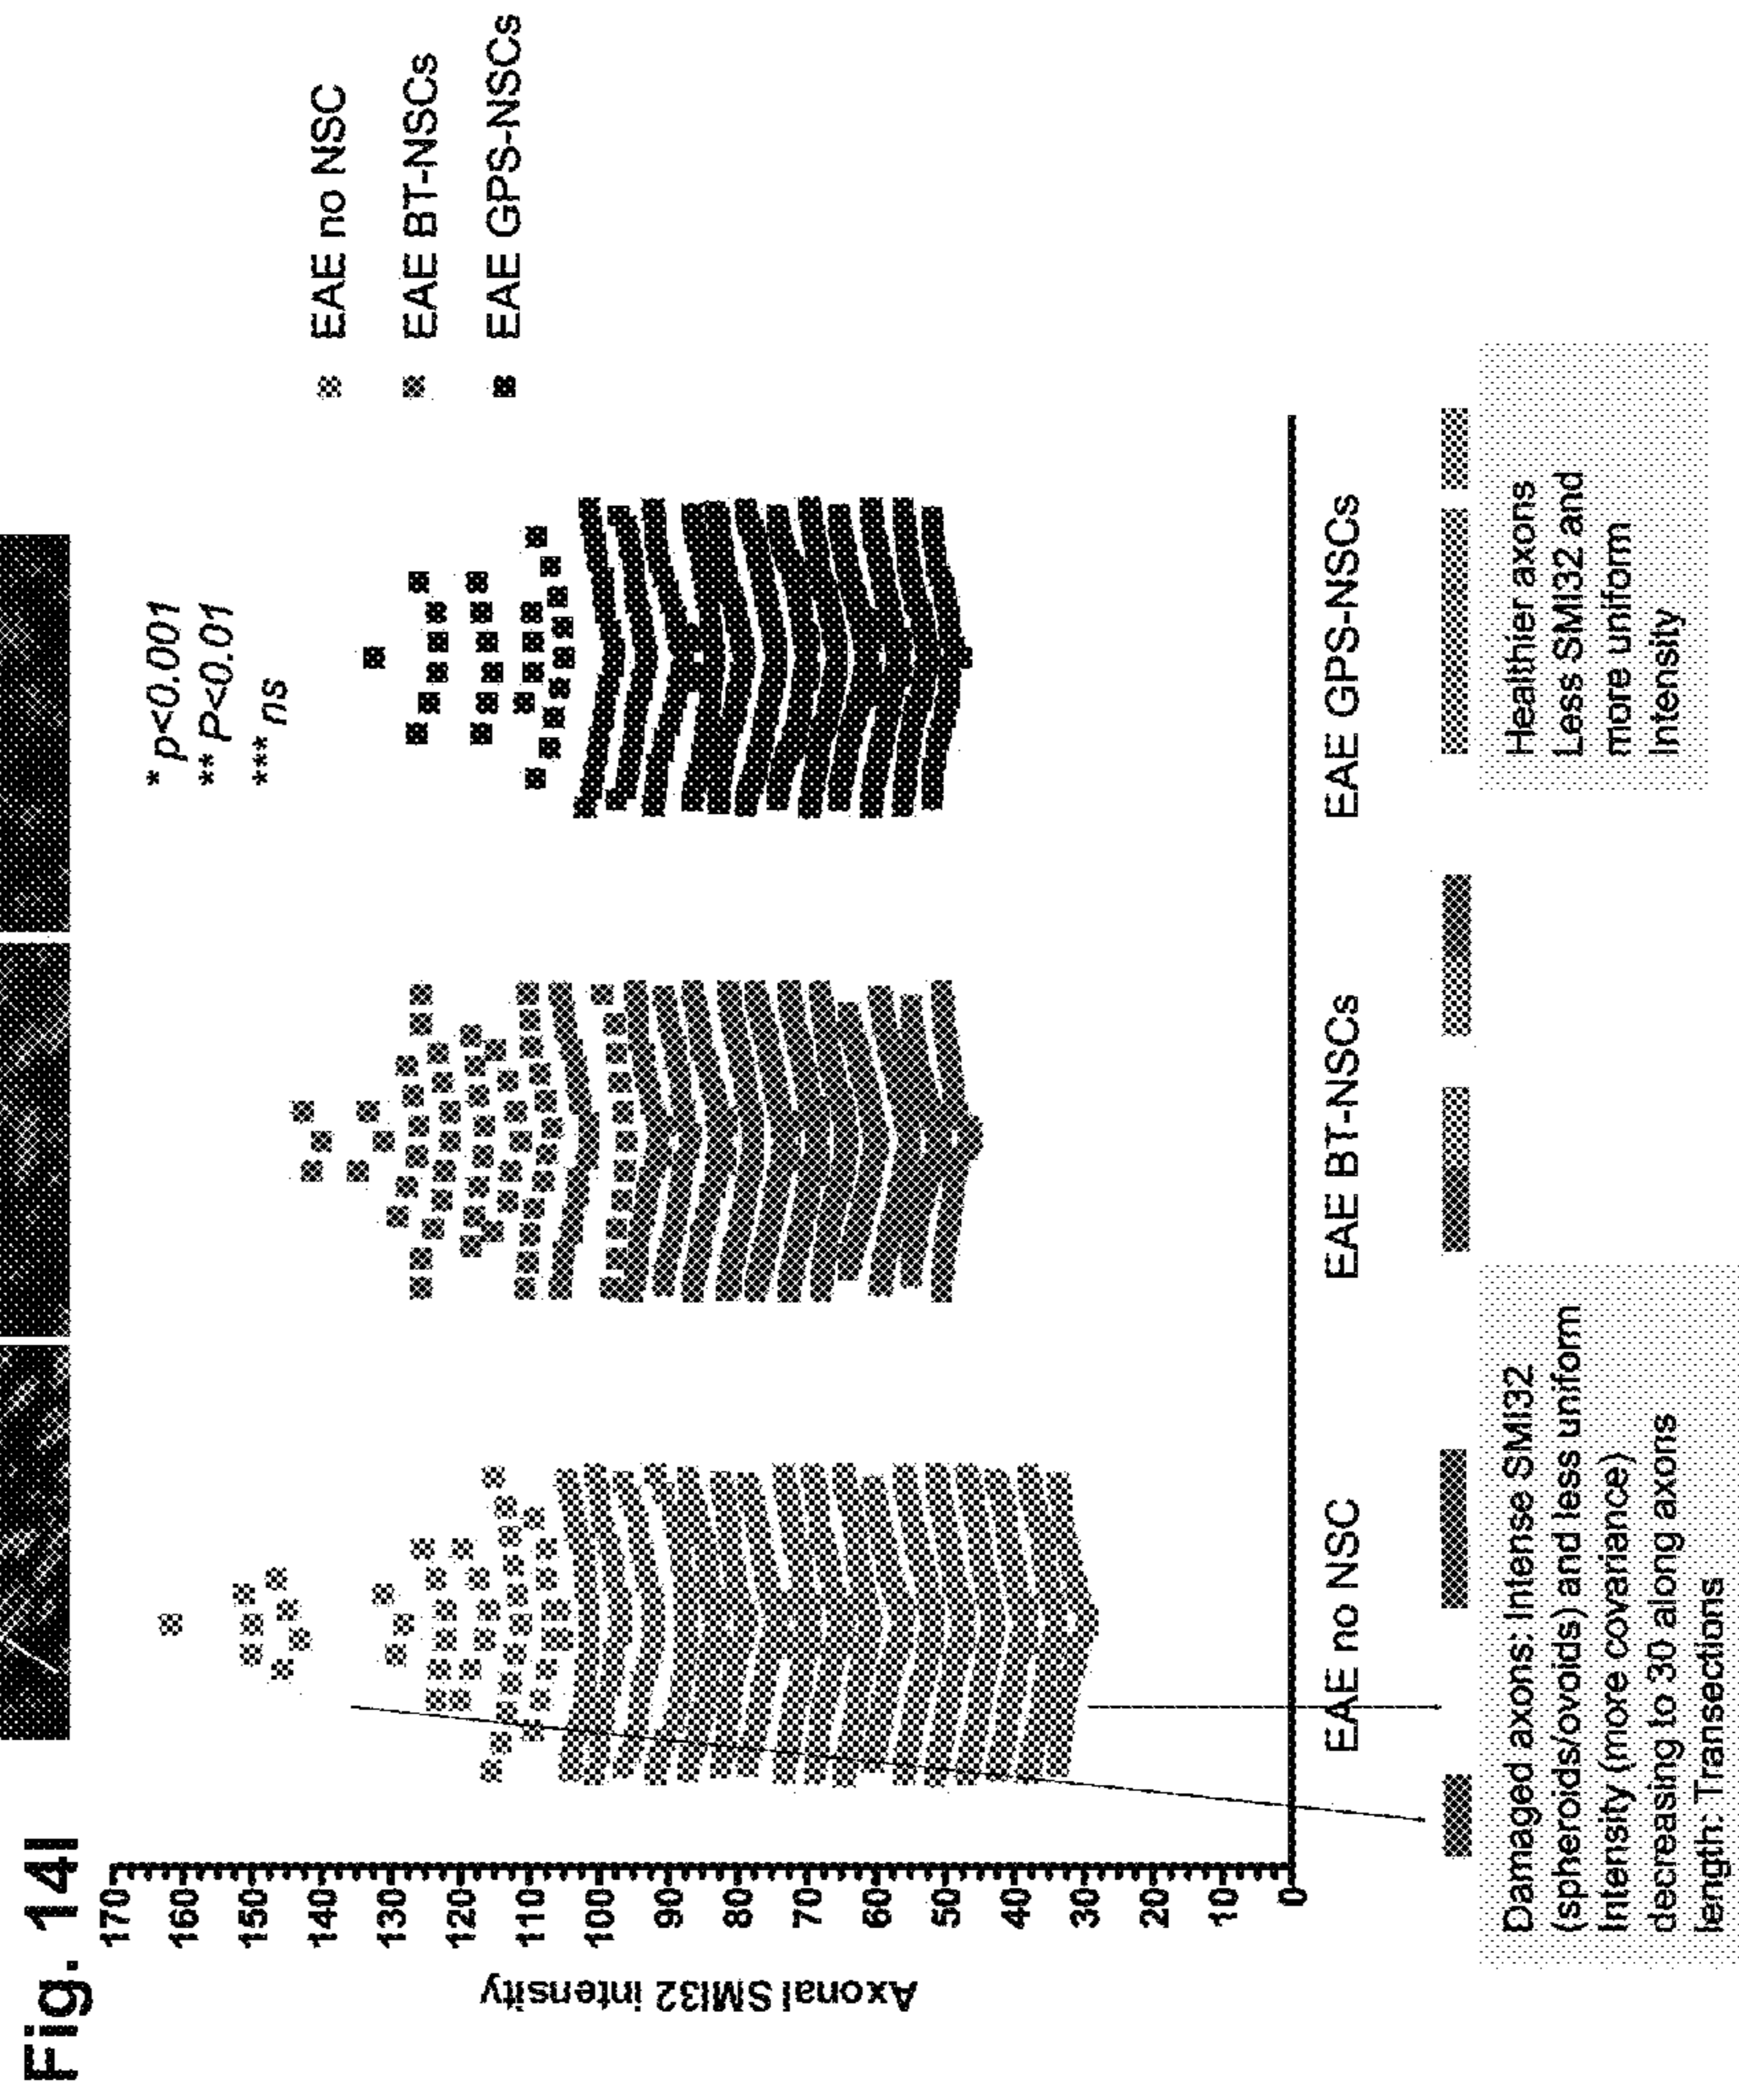 Fig. 14I
* p<0.001
** P<0.01
*** ns
EAE no NSC
EAE BT-NSCs
EAE GPS-NSCs
Axonal SMI32 intensity
170
160
150
140
130
120
110
100
90
80
70
60
50
40
30
20
10
0
EAE no NSC
EAE BT-NSCs
EAE GPS-NSCs
Damaged axons: Intense SMI32
(spheroids/ovoids) and less uniform
Intensity (more covariance)
decreasing to 30 along axons
length: Transections
Healthier axons
Less SMI32 and
more uniform
Intensity